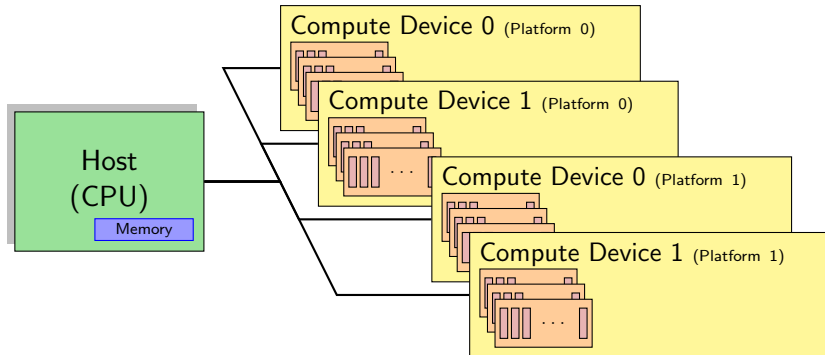 Compute Device 0 (Platform 0)
Compute Device 1 (Platform 0)
Host
(CPU)
Memory
· · ·
Compute Device 0 (Platform 1)
Compute Device 1 (Platform 1)
· · ·